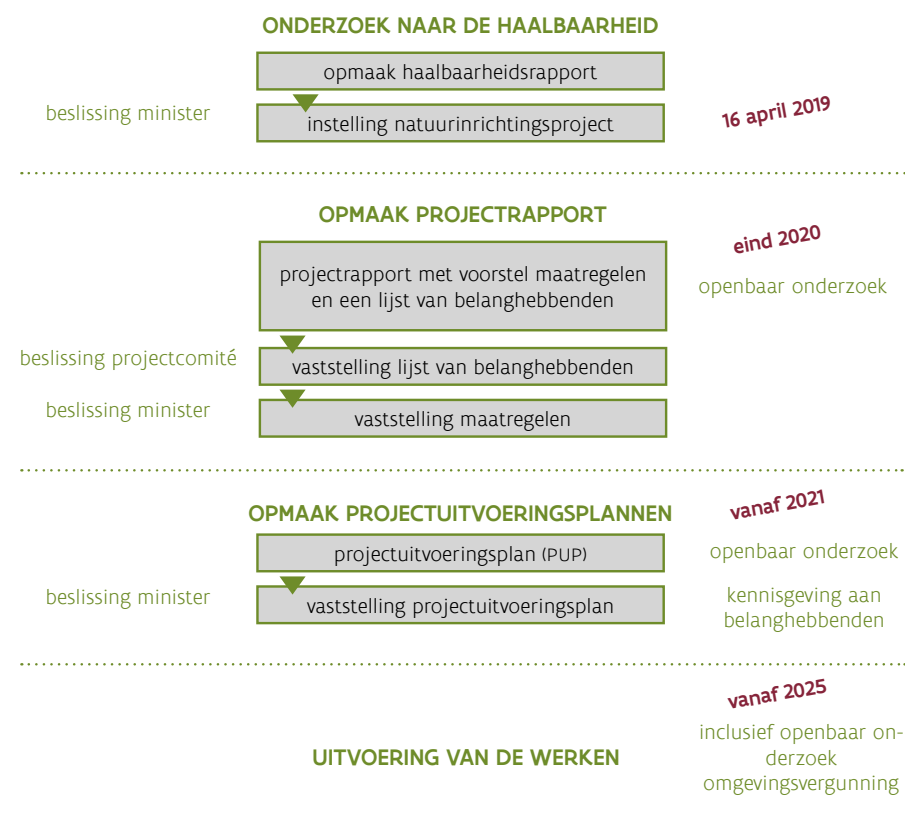 ONDERZOEK NAAR DE HAALBAARHEID
opmaak haalbaarheidsrapport
beslissing minister
instelling natuurinrichtingsproject
16 april 2019
OPMAAK PROJECTRAPPORT
eind 2020
projectrapport met voorstel maatregelen
en een lijst van belanghebbenden
openbaar onderzoek
beslissing projectcomité
vaststelling lijst van belanghebbenden
beslissing minister
vaststelling maatregelen
vanaf 2021
OPMAAK PROJECTUITVOERINGSPLANNEN
projectuitvoeringsplan (PUP)
openbaar onderzoek
beslissing minister
vaststelling projectuitvoeringsplan
kennisgeving aan
belanghebbenden
vanaf 2025
UITVOERING VAN DE WERKEN
inclusief openbaar on-
derzoek
omgevingsvergunning